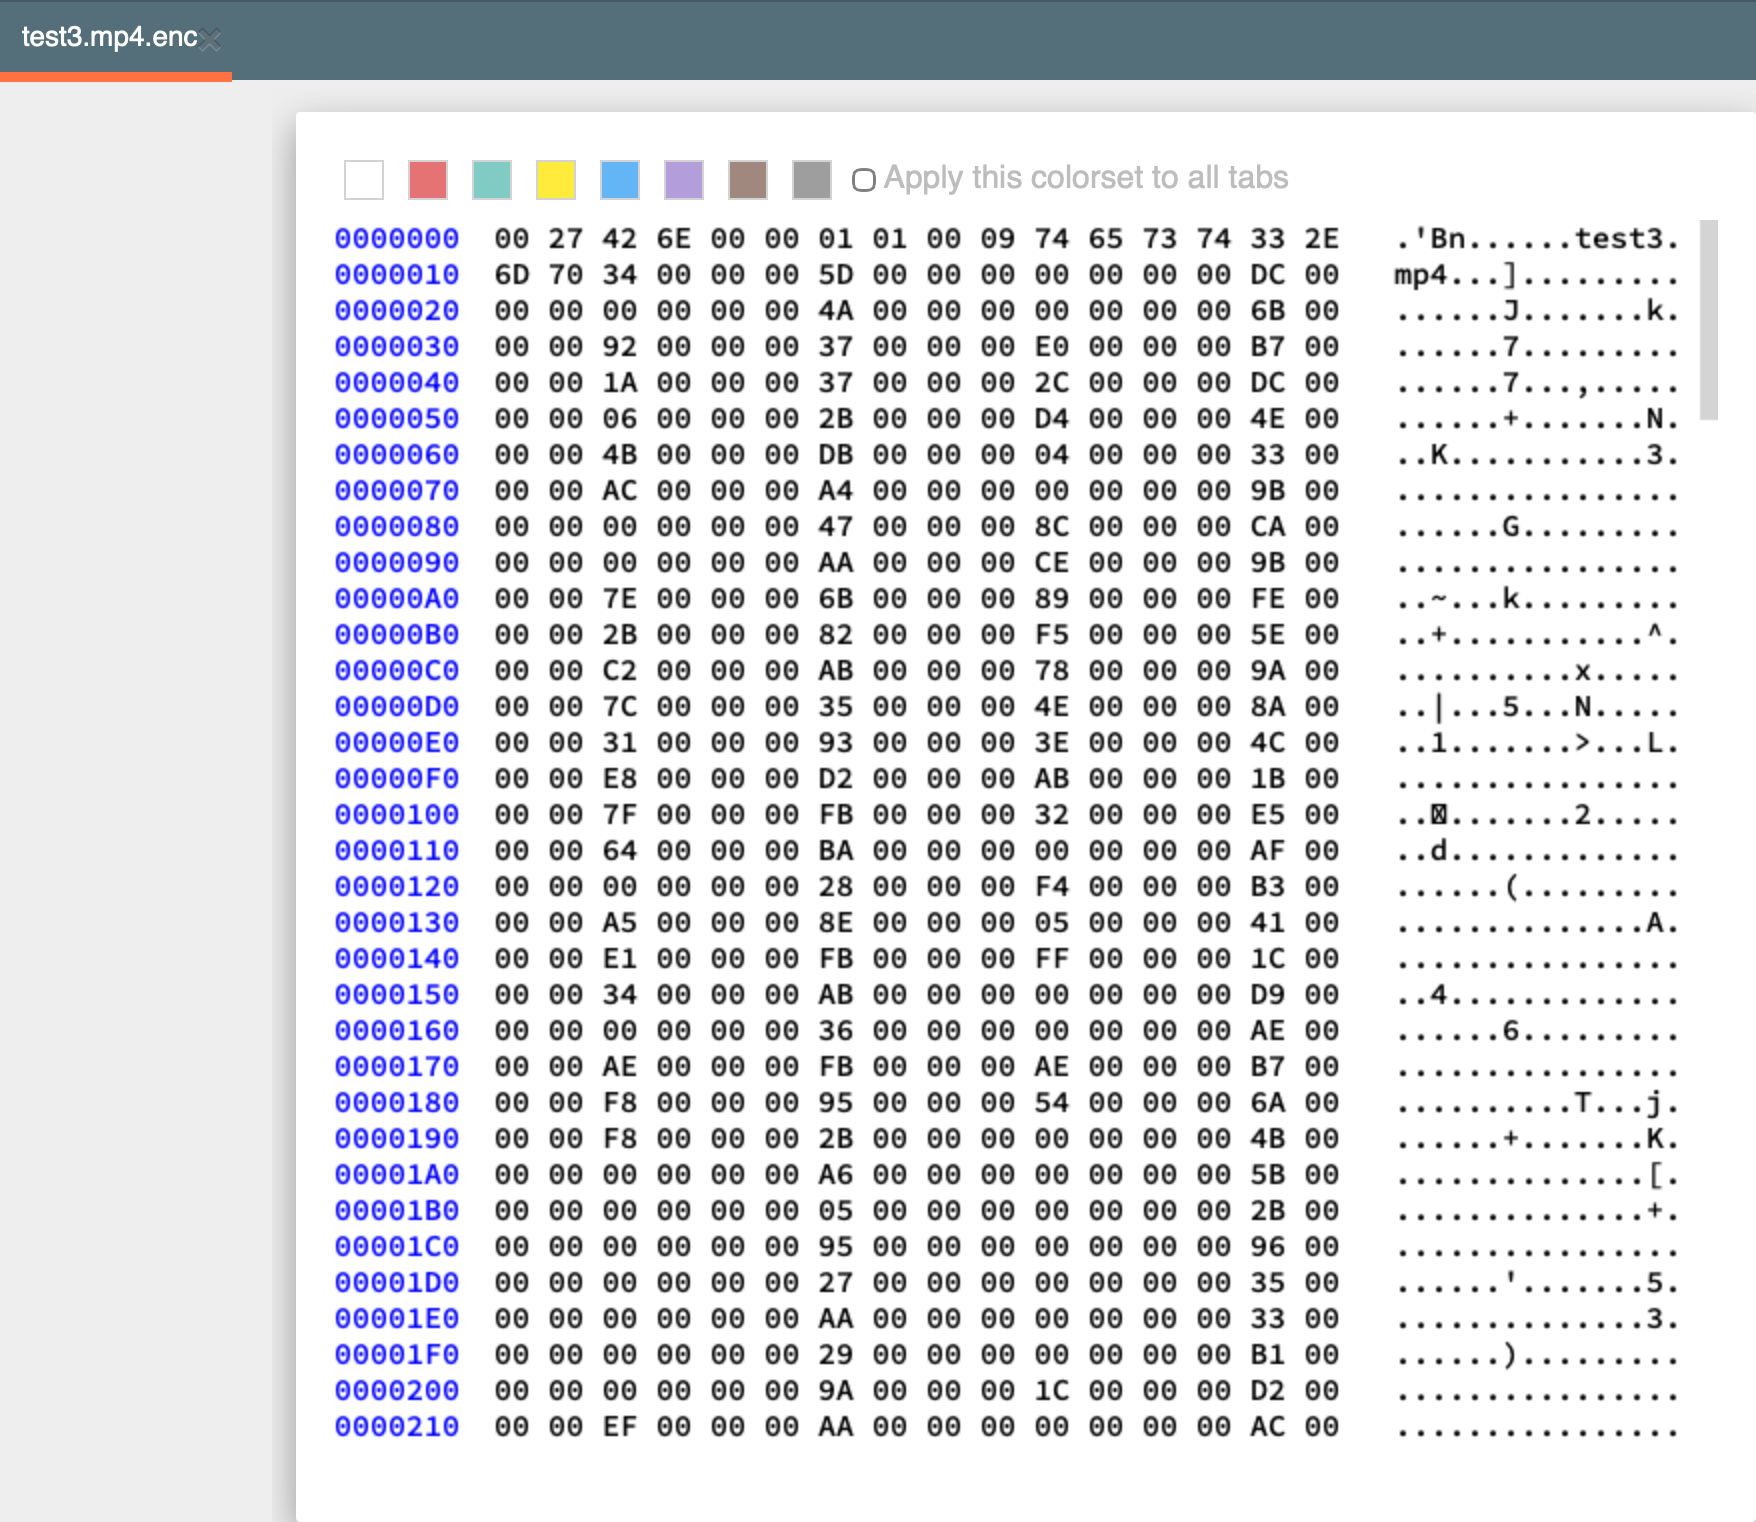 test3.mp4.enc
Apply this colorset to all tabs
0000000 00 27 42 6E 00 00 01 01 00 09 74 65 73 74 33 2E .'Bn......test3.
0000010 6D 70 34 00 00 00 5D 00 00 00 00 00 00 00 DC 00 mp4...].........
0000020 00 00 00 00 00 00 4A 00 00 00 00 00 00 00 6B 00 ......J.......k.
0000030 00 00 92 00 00 00 37 00 00 00 E0 00 00 00 B7 00 ......7.........
0000040 00 00 1A 00 00 00 37 00 00 00 2C 00 00 00 DC 00 ......7...,.....
0000050 00 00 06 00 00 00 2B 00 00 00 D4 00 00 00 4E 00 ......+.......N.
0000060 00 00 4B 00 00 00 DB 00 00 00 04 00 00 00 33 00 ..K...........3.
0000070 00 00 AC 00 00 00 A4 00 00 00 00 00 00 00 9B 00 ................
0000080 00 00 00 00 00 00 47 00 00 00 8C 00 00 00 CA 00 ......G.........
0000090 00 00 00 00 00 00 AA 00 00 00 CE 00 00 00 9B 00 ................
00000A0 00 00 7E 00 00 00 6B 00 00 00 89 00 00 00 FE 00 ..~...k.........
00000B0 00 00 2B 00 00 00 82 00 00 00 F5 00 00 00 5E 00 ..+...........^.
00000C0 00 00 C2 00 00 00 AB 00 00 00 78 00 00 00 9A 00 ..........x.....
00000D0 00 00 7C 00 00 00 35 00 00 00 4E 00 00 00 8A 00 ..|...5...N.....
00000E0 00 00 31 00 00 00 93 00 00 00 3E 00 00 00 4C 00 ..1.......>...L.
00000F0 00 00 E8 00 00 00 D2 00 00 00 AB 00 00 00 1B 00 ................
0000100 00 00 7F 00 00 00 FB 00 00 00 32 00 00 00 E5 00 ..☒.......2.....
0000110 00 00 64 00 00 00 BA 00 00 00 00 00 00 00 AF 00 ..d.............
0000120 00 00 00 00 00 00 28 00 00 00 F4 00 00 00 B3 00 ......(.........
0000130 00 00 A5 00 00 00 8E 00 00 00 05 00 00 00 41 00 ..............A.
0000140 00 00 E1 00 00 00 FB 00 00 00 FF 00 00 00 1C 00 ................
0000150 00 00 34 00 00 00 AB 00 00 00 00 00 00 00 D9 00 ..4.............
0000160 00 00 00 00 00 00 36 00 00 00 00 00 00 00 AE 00 ......6.........
0000170 00 00 AE 00 00 00 FB 00 00 00 AE 00 00 00 B7 00 ................
0000180 00 00 F8 00 00 00 95 00 00 00 54 00 00 00 6A 00 ..........T...j.
0000190 00 00 F8 00 00 00 2B 00 00 00 00 00 00 00 4B 00 ......+.......K.
00001A0 00 00 00 00 00 00 A6 00 00 00 00 00 00 00 5B 00 ..............[.
00001B0 00 00 00 00 00 00 05 00 00 00 00 00 00 00 2B 00 ..............+.
00001C0 00 00 00 00 00 00 95 00 00 00 00 00 00 00 96 00 ................
00001D0 00 00 00 00 00 00 27 00 00 00 00 00 00 00 35 00 ......'.......5.
00001E0 00 00 00 00 00 00 AA 00 00 00 00 00 00 00 33 00 ..............3.
00001F0 00 00 00 00 00 00 29 00 00 00 00 00 00 00 B1 00 ......).........
0000200 00 00 00 00 00 00 9A 00 00 00 1C 00 00 00 D2 00 ................
0000210 00 00 EF 00 00 00 AA 00 00 00 00 00 00 00 AC 00 ................